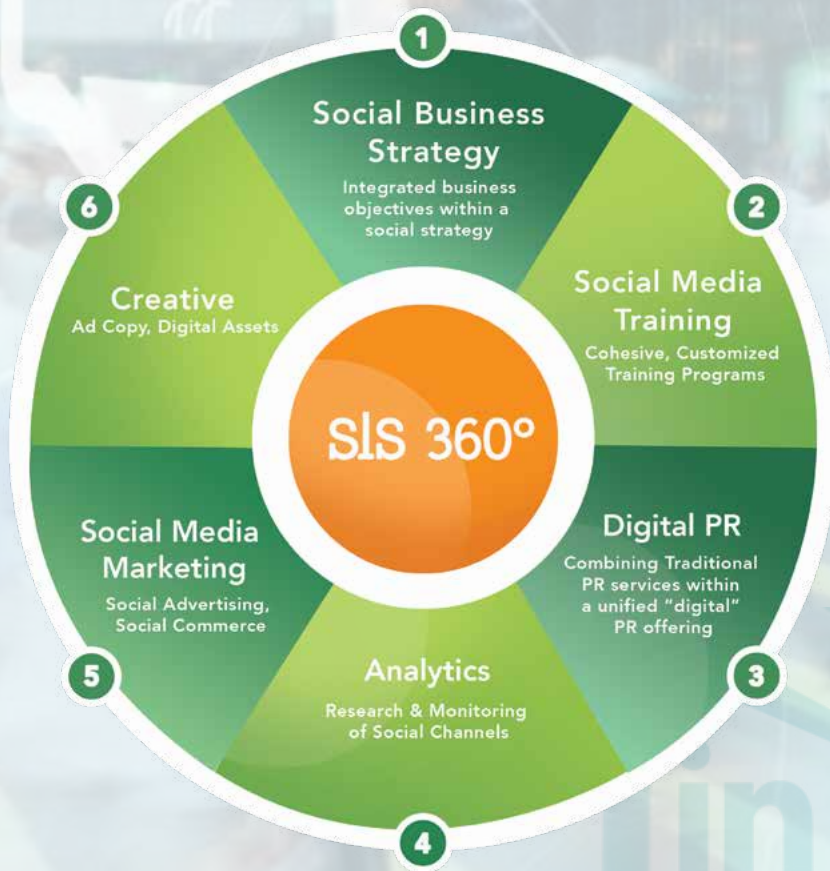 1
Social Business
Strategy
Integrated business
objectives within a
social strategy
2
Social Media
Training
Cohesive, Customized
Training Programs
3
Digital PR
Combining Traditional
PR services within
a unified "digital"
PR offering
4
Analytics
Research & Monitoring
of Social Channels
5
Social Media
Marketing
Social Advertising,
Social Commerce
6
Creative
Ad Copy, Digital Assets
SlS 360°
in